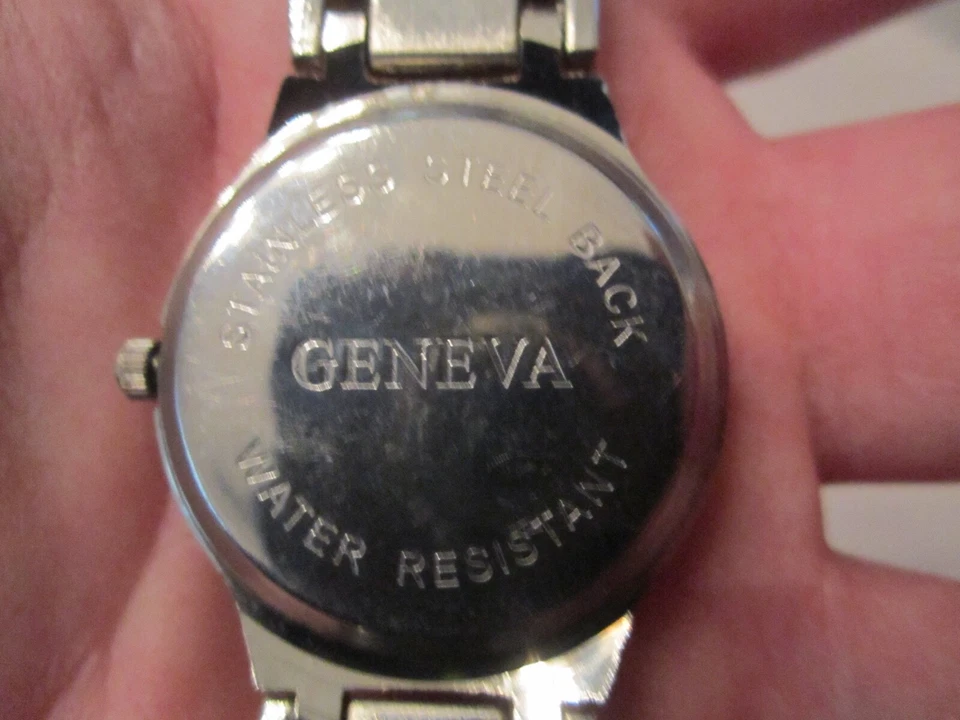 STAINLESS STEEL BACK
GENEVA
WATER RESISTANT